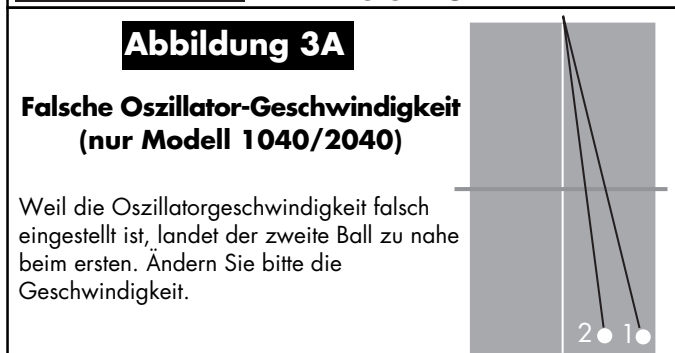 Abbildung 3A
Falsche Oszillator-Geschwindigkeit
(nur Modell 1040/2040)
Weil die Oszillatorgeschwindigkeit falsch
eingestellt ist, landet der zweite Ball zu nahe
beim ersten. Ändern Sie bitte die
Geschwindigkeit.
2 1